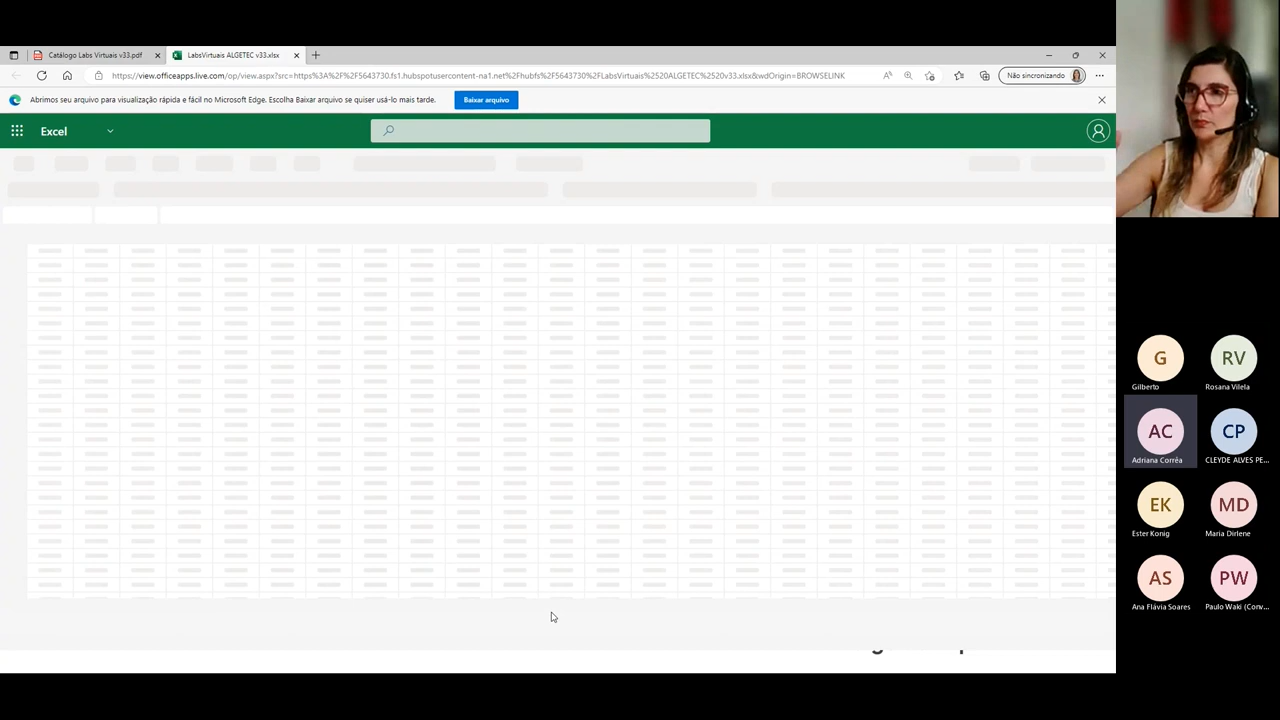 Catálogo Labs Virtuais v33.pdf
LabsVirtuais ALGETEC v33.xlsx
https://view.officeapps.live.com/op/view.aspx?src=https%3A%2F%2F5643730.fs1.hubspotusercontent-na1.net%2Fhubfs%2F5643730%2FLabsVirtuais%2520ALGETEC%2520v33.xlsx&wdOrigin=BROWSELINK
Não sincronizando
Abrimos seu arquivo para visualização rápida e fácil no Microsoft Edge. Escolha Baixar arquivo se quiser usá-lo mais tarde.
Baixar arquivo
Excel
G
RV
Gilberto
Rosana Vilela
AC
CP
Adriana Corrêa
CLEYDE ALVES PE...
EK
MD
Ester Konig
Maria Dirlene
AS
PW
Ana Flávia Soares
Paulo Waki (Conv...